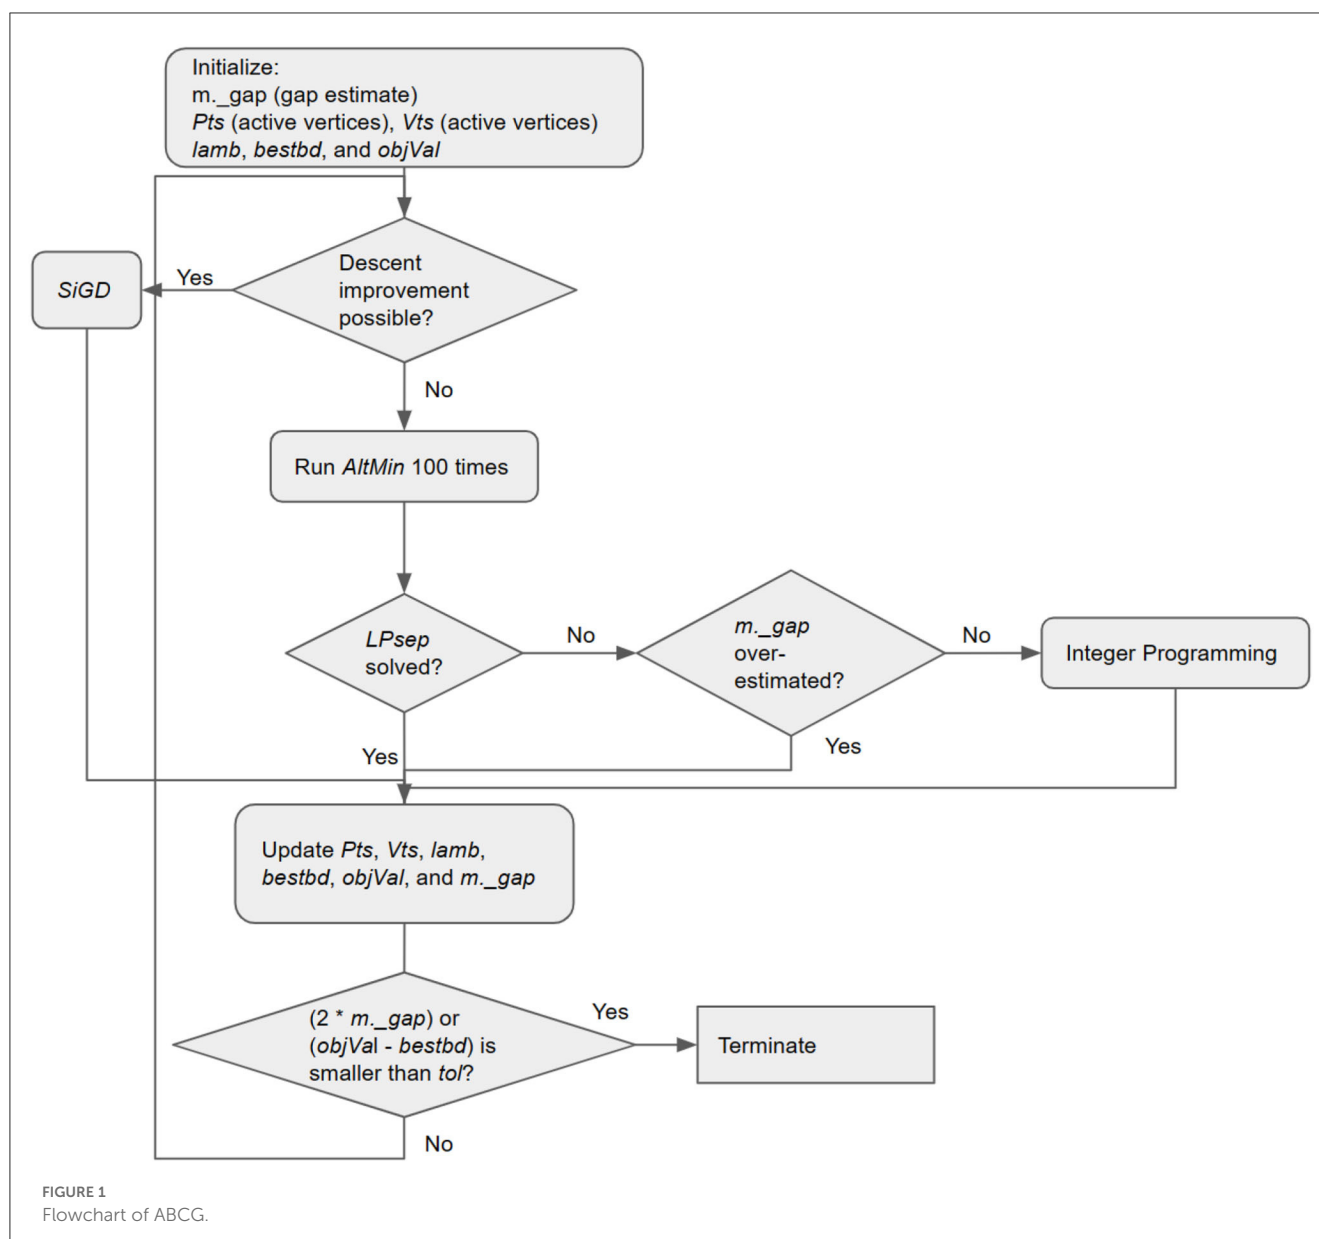 Initialize:
m._gap (gap estimate)
Pts (active vertices), Vts (active vertices)
lamb, bestbd, and objVal
SiGD
Yes
Descent
improvement
possible?
No
Run AltMin 100 times
LPsep
solved?
No
m._gap
over-
estimated?
No
Integer Programming
Yes
Yes
Update Pts, Vts, lamb,
bestbd, objVal, and m._gap
(2 * m._gap) or
(objVal - bestbd) is
smaller than tol?
Yes
Terminate
No
FIGURE 1
Flowchart of ABCG.